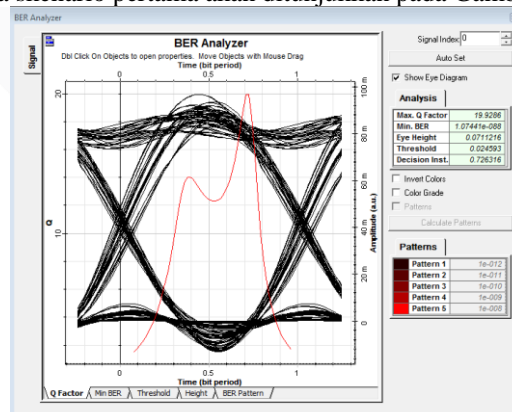 BER Analyzer
Signal
BER Analyzer
Dbl Click On Objects to open properties. Move Objects with Mouse Drag
Time (bit period)
0 0.5 1
Q
20
10
Amplitude (a.u.)
100 m
80 m
60 m
40 m
20 m
0
0 0.5 1
Time (bit period)
Q Factor Min BER Threshold Height BER Pattern
Signal Index: 0
Auto Set
Show Eye Diagram
Analysis
Max. Q Factor 19.9286
Min. BER 1.07441e-088
Eye Height 0.0711216
Threshold 0.024593
Decision Inst. 0.726316
Invert Colors
Color Grade
Patterns
Calculate Patterns
Patterns
Pattern 1 1e-012
Pattern 2 1e-011
Pattern 3 1e-010
Pattern 4 1e-009
Pattern 5 1e-008